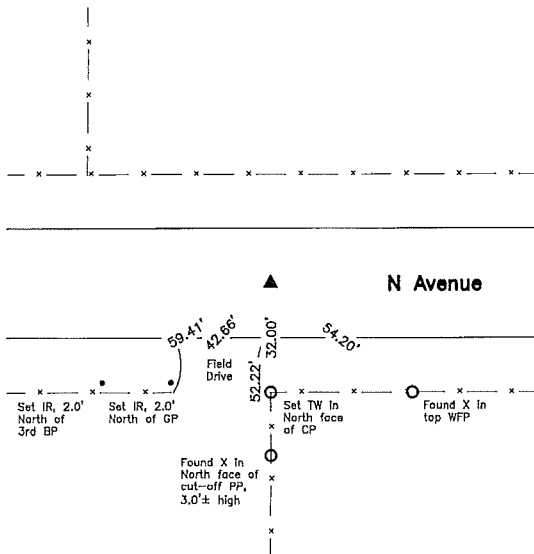 N Avenue
59.41'
42.66'
32.00'
54.20'
52.22'
Field
Drive
Set IR, 2.0'
North of
3rd BP
Set IR, 2.0'
North of GP
Set TW in
North face
of CP
Found X in
top WFP
Found X in
North face of
cut-off PP,
3.0'± high